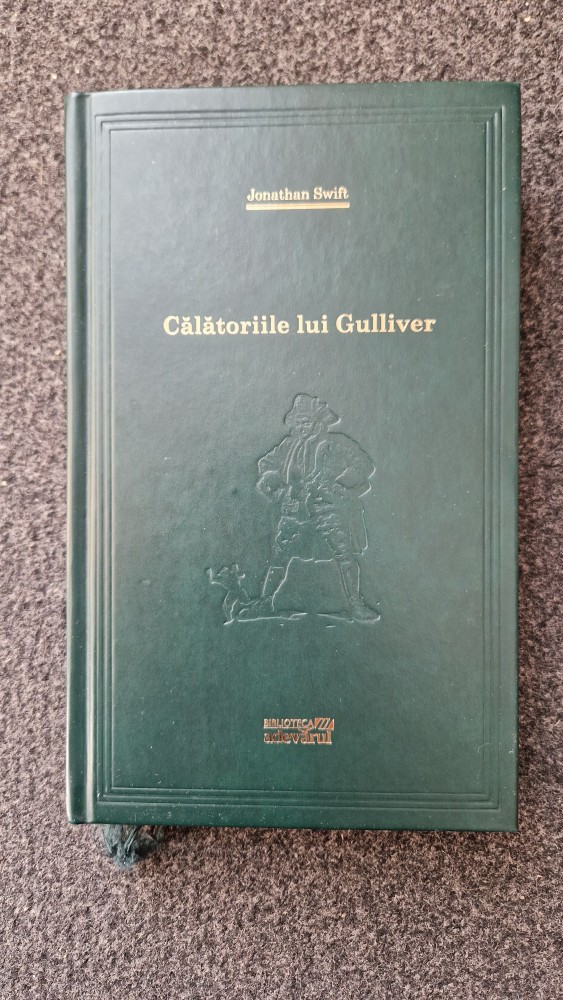 Jonathan Swift
Călătoriile lui Gulliver
BIBLIOTECA
adevărul